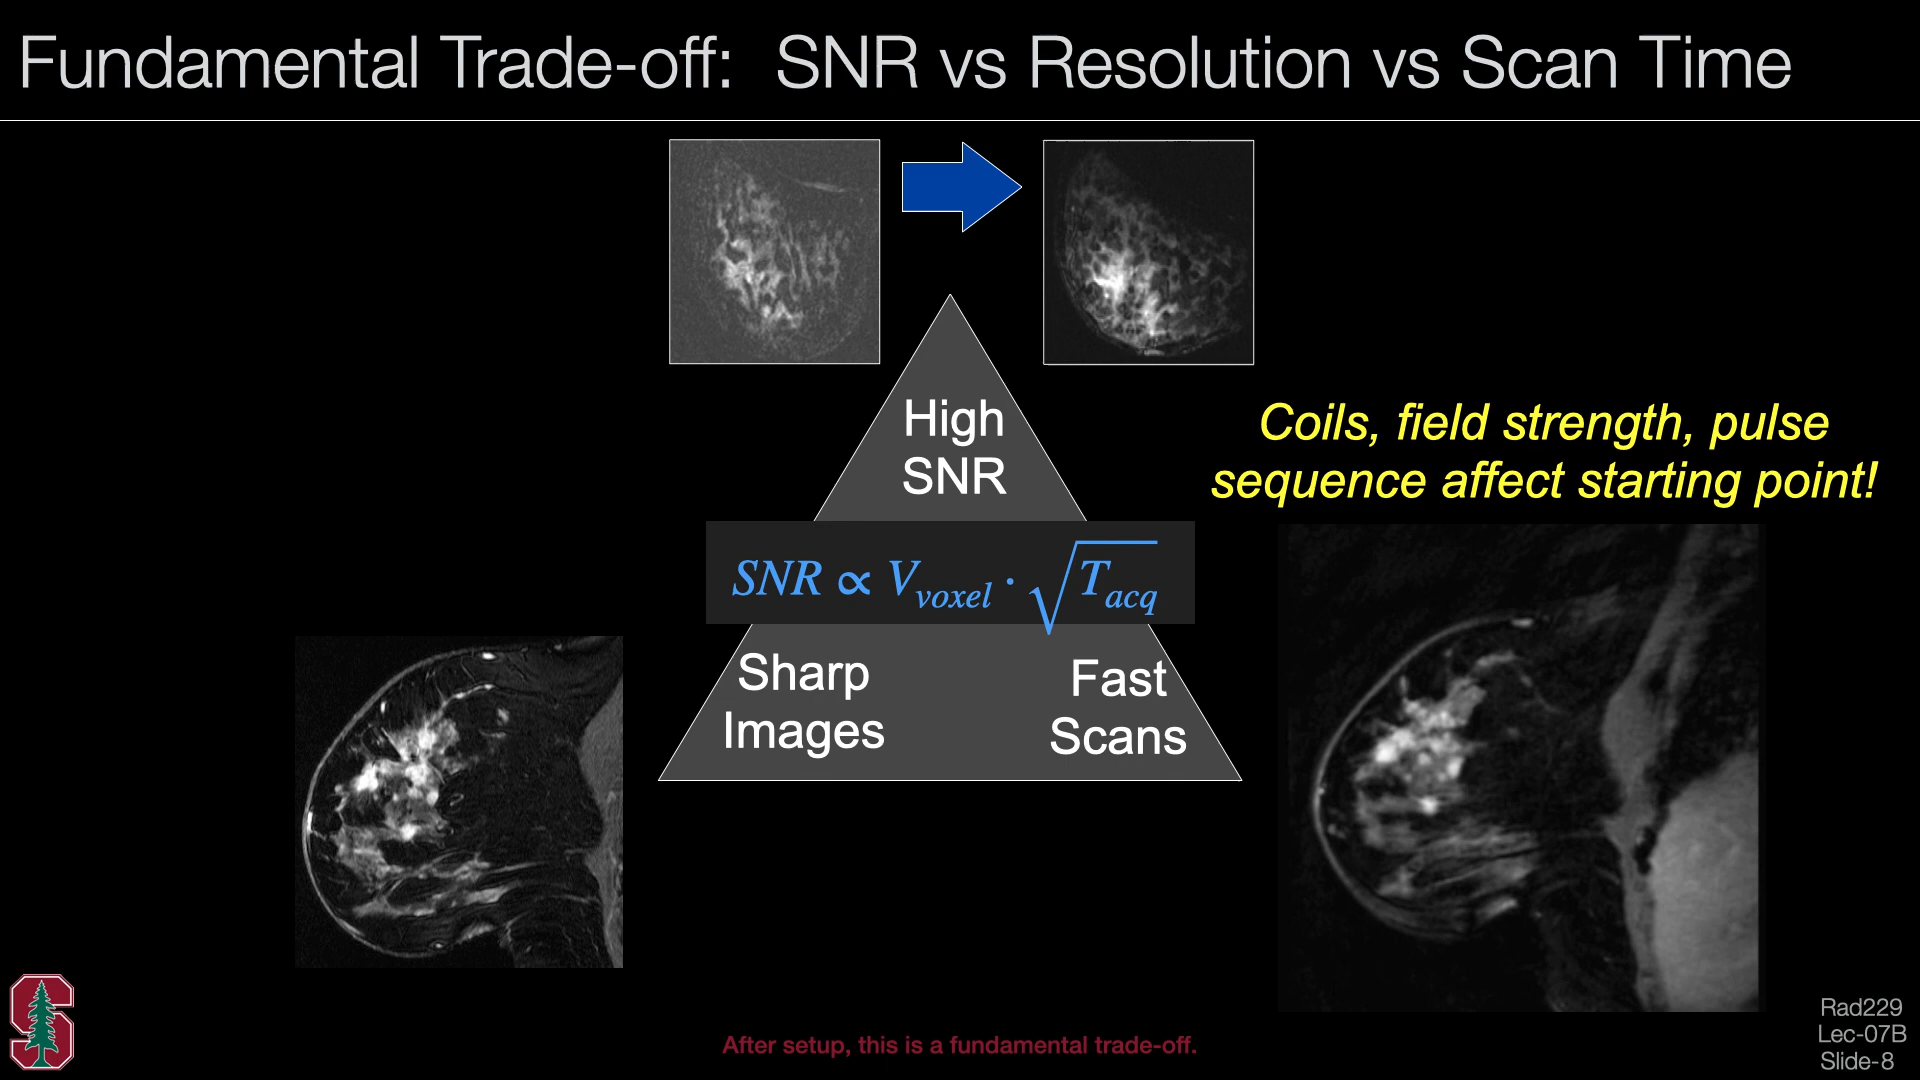 Fundamental Trade-off:  SNR vs Resolution vs Scan Time
High
SNR
Coils, field strength, pulse
sequence affect starting point!
SNR ∝ V_voxel · √T_acq
Sharp
Images
Fast
Scans
After setup, this is a fundamental trade-off.
Rad229
Lec-07B
Slide-8